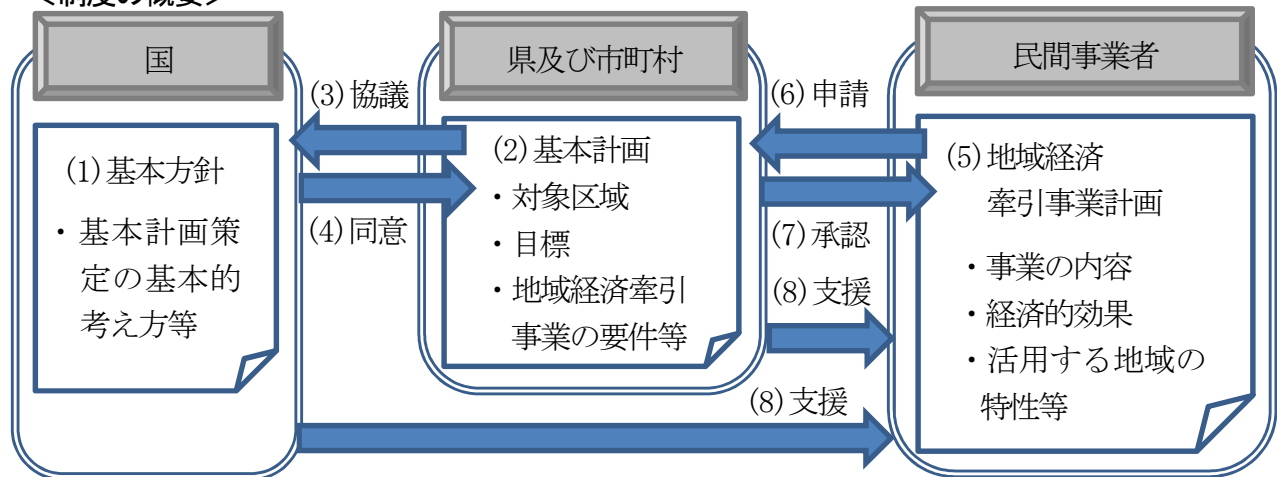 <制度の概要>
国
県及び市町村
民間事業者
(3)協議
(6)申請
(1)基本方針
・基本計画策
定の基本的
考え方等
(4)同意
(2)基本計画
・対象区域
・目標
・地域経済牽引
事業の要件等
(7)承認
(8)支援
(8)支援
(5)地域経済
牽引事業計画
・事業の内容
・経済的効果
・活用する地域の
特性等